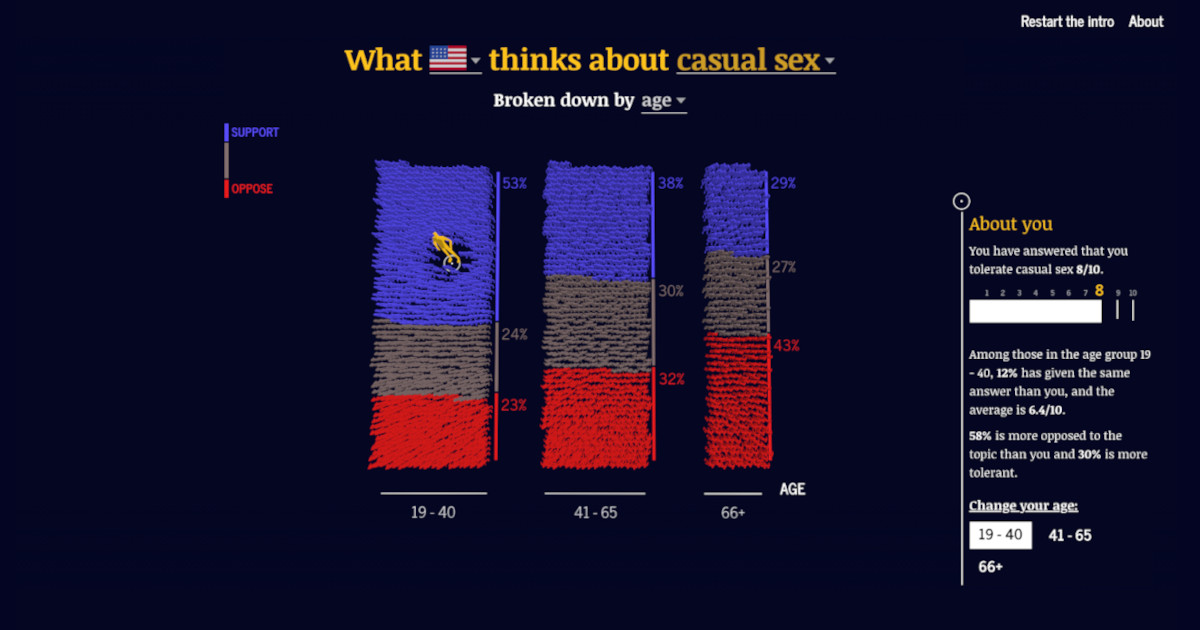 Restart the intro About
What thinks about casual sex
Broken down by age
SUPPORT
OPPOSE
53%
24%
23%
38%
30%
32%
29%
27%
43%
19 - 40
41 - 65
66+
AGE
About you
You have answered that you
tolerate casual sex 8/10.
1 2 3 4 5 6 7 8 9 10
Among those in the age group 19
- 40, 12% has given the same
answer than you, and the
average is 6.4/10.
58% is more opposed to the
topic than you and 30% is more
tolerant.
Change your age:
19 - 40 41 - 65
66+